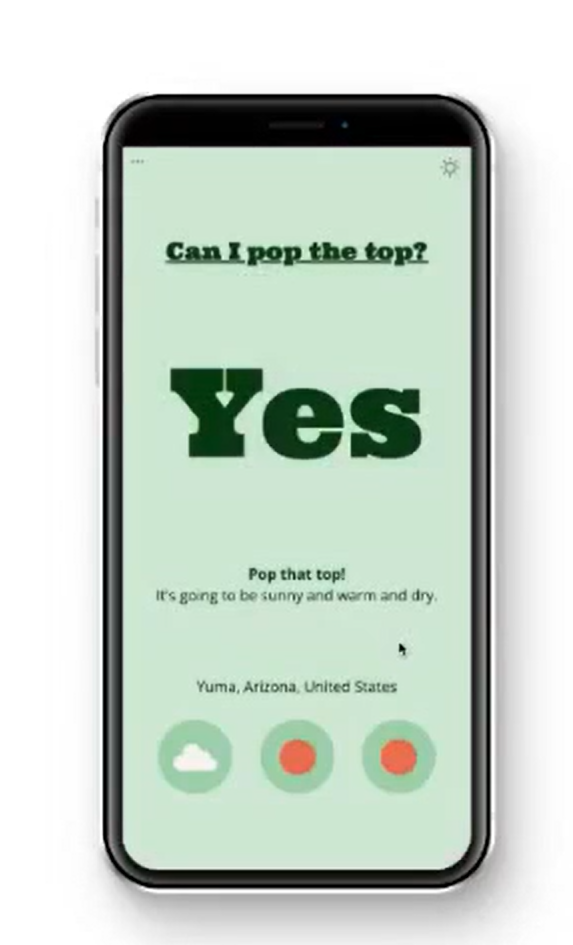 Can I pop the top?
Yes
Pop that top!
It's going to be sunny and warm and dry.
Yuma, Arizona, United States